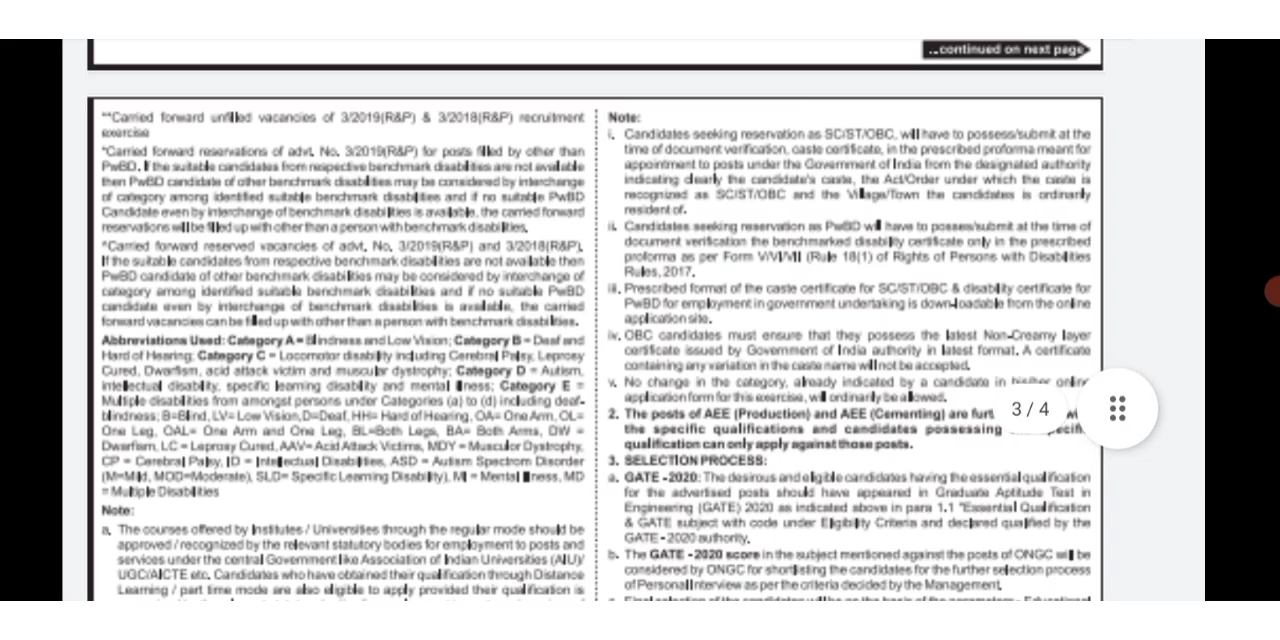 ...continued on next page
**Carried forward unfilled vacancies of 3/2019(R&P) & 3/2018(R&P) recruitment
exercise
*Carried forward reservations of advt. No. 3/2019(R&P) for posts filled by other than
PwBD. If the suitable candidates from respective benchmark disabilities are not available
then PwBD candidate of other benchmark disabilities may be considered by interchange
of category among identified suitable benchmark disabilities and if no suitable PwBD
Candidate even by interchange of benchmark disabilities is available, the carried forward
reservations will be filled up with other than a person with benchmark disabilities.
^Carried forward reserved vacancies of advt. No. 3/2019(R&P) and 3/2018(R&P).
If the suitable candidates from respective benchmark disabilities are not available then
PwBD candidate of other benchmark disabilities may be considered by interchange of
category among identified suitable benchmark disabilities and if no suitable PwBD
candidate even by interchange of benchmark disabilities is available, the carried
forward vacancies can be filled up with other than a person with benchmark disabilities.
Abbreviations Used: Category A = Blindness and Low Vision; Category B = Deaf and
Hard of Hearing; Category C = Locomotor disability including Cerebral Palsy, Leprosy
Cured, Dwarfism, acid attack victim and muscular dystrophy; Category D = Autism,
intellectual disability, specific learning disability and mental illness; Category E =
Multiple disabilities from amongst persons under Categories (a) to (d) including deaf-
blindness; B=Blind, LV= Low Vision,D=Deaf, HH= Hard of Hearing, OA= One Arm, OL=
One Leg, OAL= One Arm and One Leg, BL=Both Legs, BA= Both Arms, DW =
Dwarfism, LC = Leprosy Cured, AAV= Acid Attack Victims, MDY = Muscular Dystrophy,
CP = Cerebral Palsy, ID = Intellectual Disabilities, ASD = Autism Spectrom Disorder
(M=Mild, MOD=Moderate), SLD= Specific Learning Disability), MI = Mental Illness, MD
= Multiple Disabilities
Note:
a. The courses offered by Institutes / Universities through the regular mode should be
approved / recognized by the relevant statutory bodies for employment to posts and
services under the central Government like Association of Indian Universities (AIU)/
UGC/AICTE etc. Candidates who have obtained their qualification through Distance
Learning / part time mode are also eligible to apply provided their qualification is
Note:
i. Candidates seeking reservation as SC/ST/OBC, will have to possess/submit at the
time of document verification, caste certificate, in the prescribed proforma meant for
appointment to posts under the Government of India from the designated authority
indicating clearly the candidate's caste, the Act/Order under which the caste is
recognized as SC/ST/OBC and the Village/Town the candidates is ordinarily
resident of.
ii. Candidates seeking reservation as PwBD will have to posses/submit at the time of
document verification the benchmarked disability certificate only in the prescribed
proforma as per Form V/VI/VII (Rule 18(1) of Rights of Persons with Disabilities
Rules, 2017.
iii. Prescribed format of the caste certificate for SC/ST/OBC & disability certificate for
PwBD for employment in government undertaking is down-loadable from the online
application site.
iv. OBC candidates must ensure that they possess the latest Non-Creamy layer
certificate issued by Government of India authority in latest format. A certificate
containing any variation in the caste name will not be accepted.
v. No change in the category, already indicated by a candidate in his/her online
application form for this exercise, will ordinarily be allowed.
2. The posts of AEE (Production) and AEE (Cementing) are
the specific qualifications and candidates possessing
qualification can only apply against those posts.
3. SELECTION PROCESS:
a. GATE -2020: The desirous and eligible candidates having the essential qualification
for the advertised posts should have appeared in Graduate Aptitude Test in
Engineering (GATE) 2020 as indicated above in para 1.1 "Essential Qualification
& GATE subject with code under Eligibility Criteria and declared qualified by the
GATE - 2020 authority.
b. The GATE - 2020 score in the subject mentioned against the posts of ONGC will be
considered by ONGC for shortlisting the candidates for the further selection process
of Personal Interview as per the criteria decided by the Management.
3 / 4